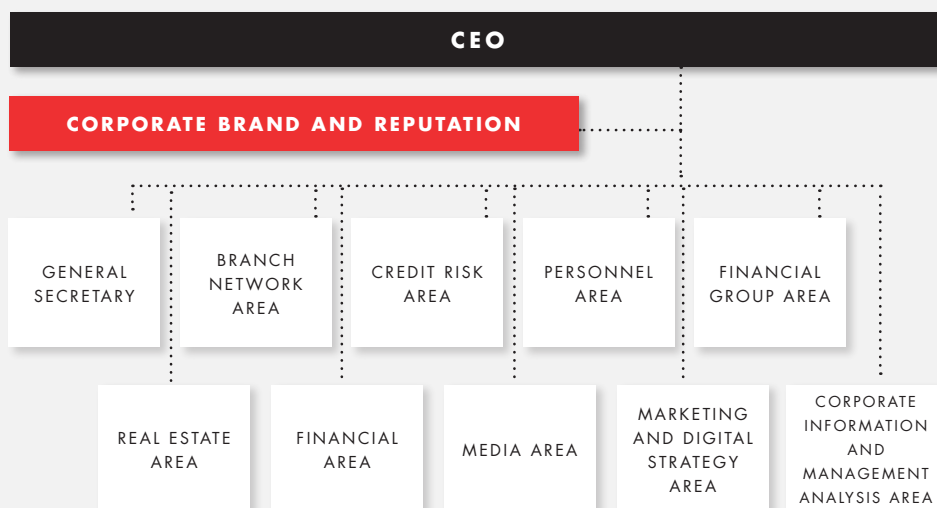 CEO
CORPORATE BRAND AND REPUTATION
GENERAL
SECRETARY
BRANCH
NETWORK
AREA
CREDIT RISK
AREA
PERSONNEL
AREA
FINANCIAL
GROUP AREA
REAL ESTATE
AREA
FINANCIAL
AREA
MEDIA AREA
MARKETING
AND DIGITAL
STRATEGY
AREA
CORPORATE
INFORMATION
AND
MANAGEMENT
ANALYSIS AREA